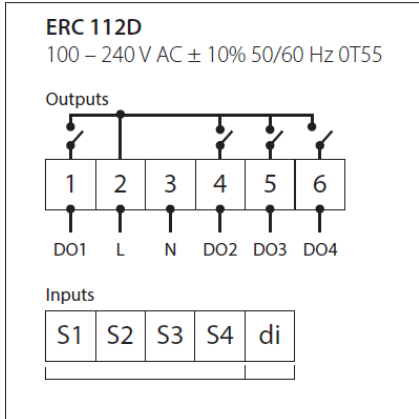 ERC 112D
100 – 240 V AC ± 10% 50/60 Hz 0T55
Outputs
1 2 3 4 5 6
DO1 L N DO2 DO3 DO4
Inputs
S1 S2 S3 S4 di